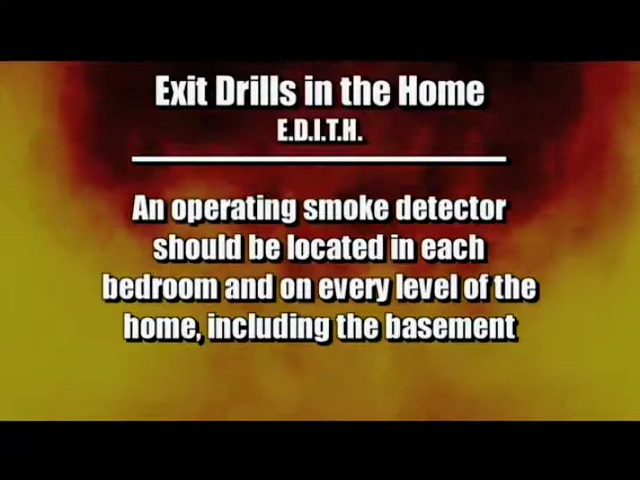 Exit Drills in the Home
E.D.I.T.H.
An operating smoke detector
should be located in each
bedroom and on every level of the
home, including the basement